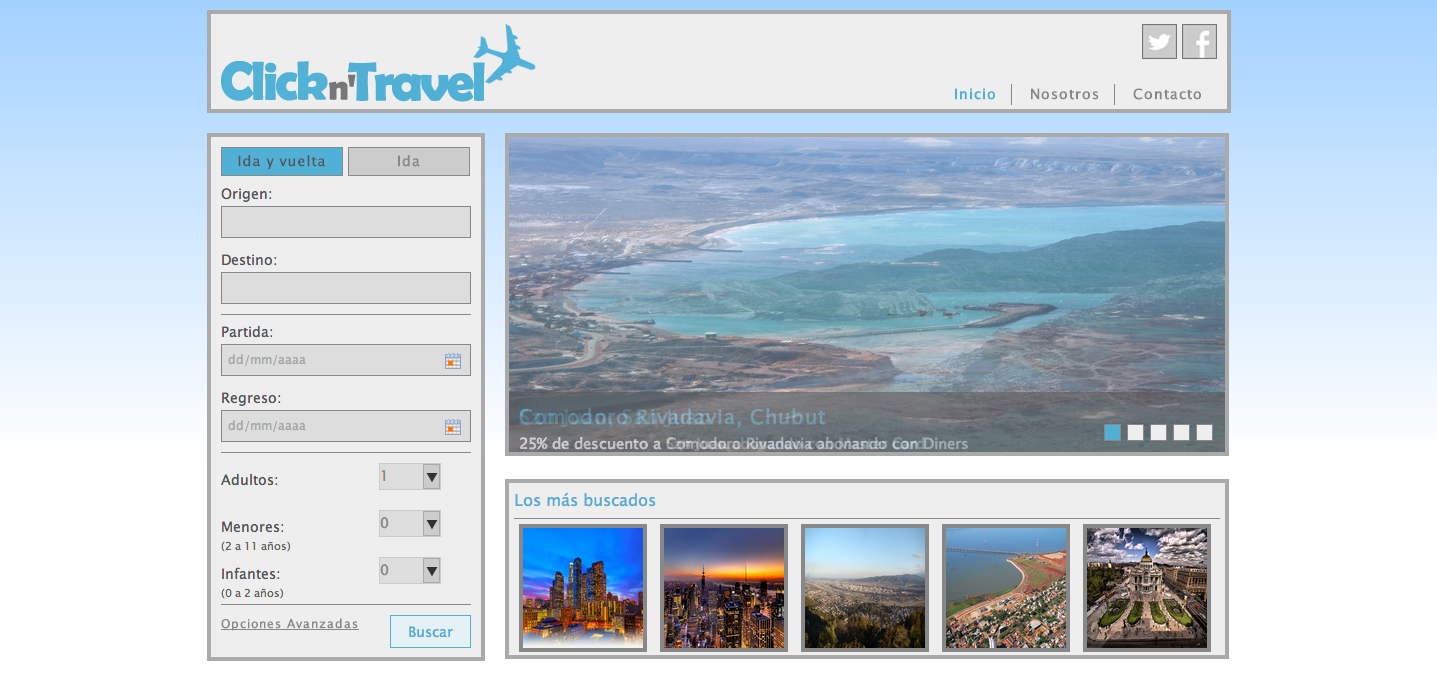 Click n' Travel
Inicio
Nosotros
Contacto
Ida y vuelta
Ida
Origen:
Destino:
Partida:
dd/mm/aaaa
Regreso:
dd/mm/aaaa
Adultos:
1
Menores:
0
(2 a 11 años)
Infantes:
0
(0 a 2 años)
Opciones Avanzadas
Buscar
Comodoro Rivadavia, Chubut
25% de descuento a Comodoro Rivadavia abonando con Diners
Los más buscados